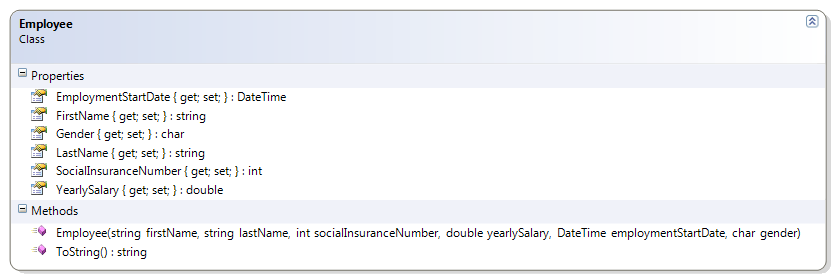 Employee
Class
Properties
EmploymentStartDate { get; set; } : DateTime
FirstName { get; set; } : string
Gender { get; set; } : char
LastName { get; set; } : string
SocialInsuranceNumber { get; set; } : int
YearlySalary { get; set; } : double
Methods
Employee(string firstName, string lastName, int socialInsuranceNumber, double yearlySalary, DateTime employmentStartDate, char gender)
ToString() : string